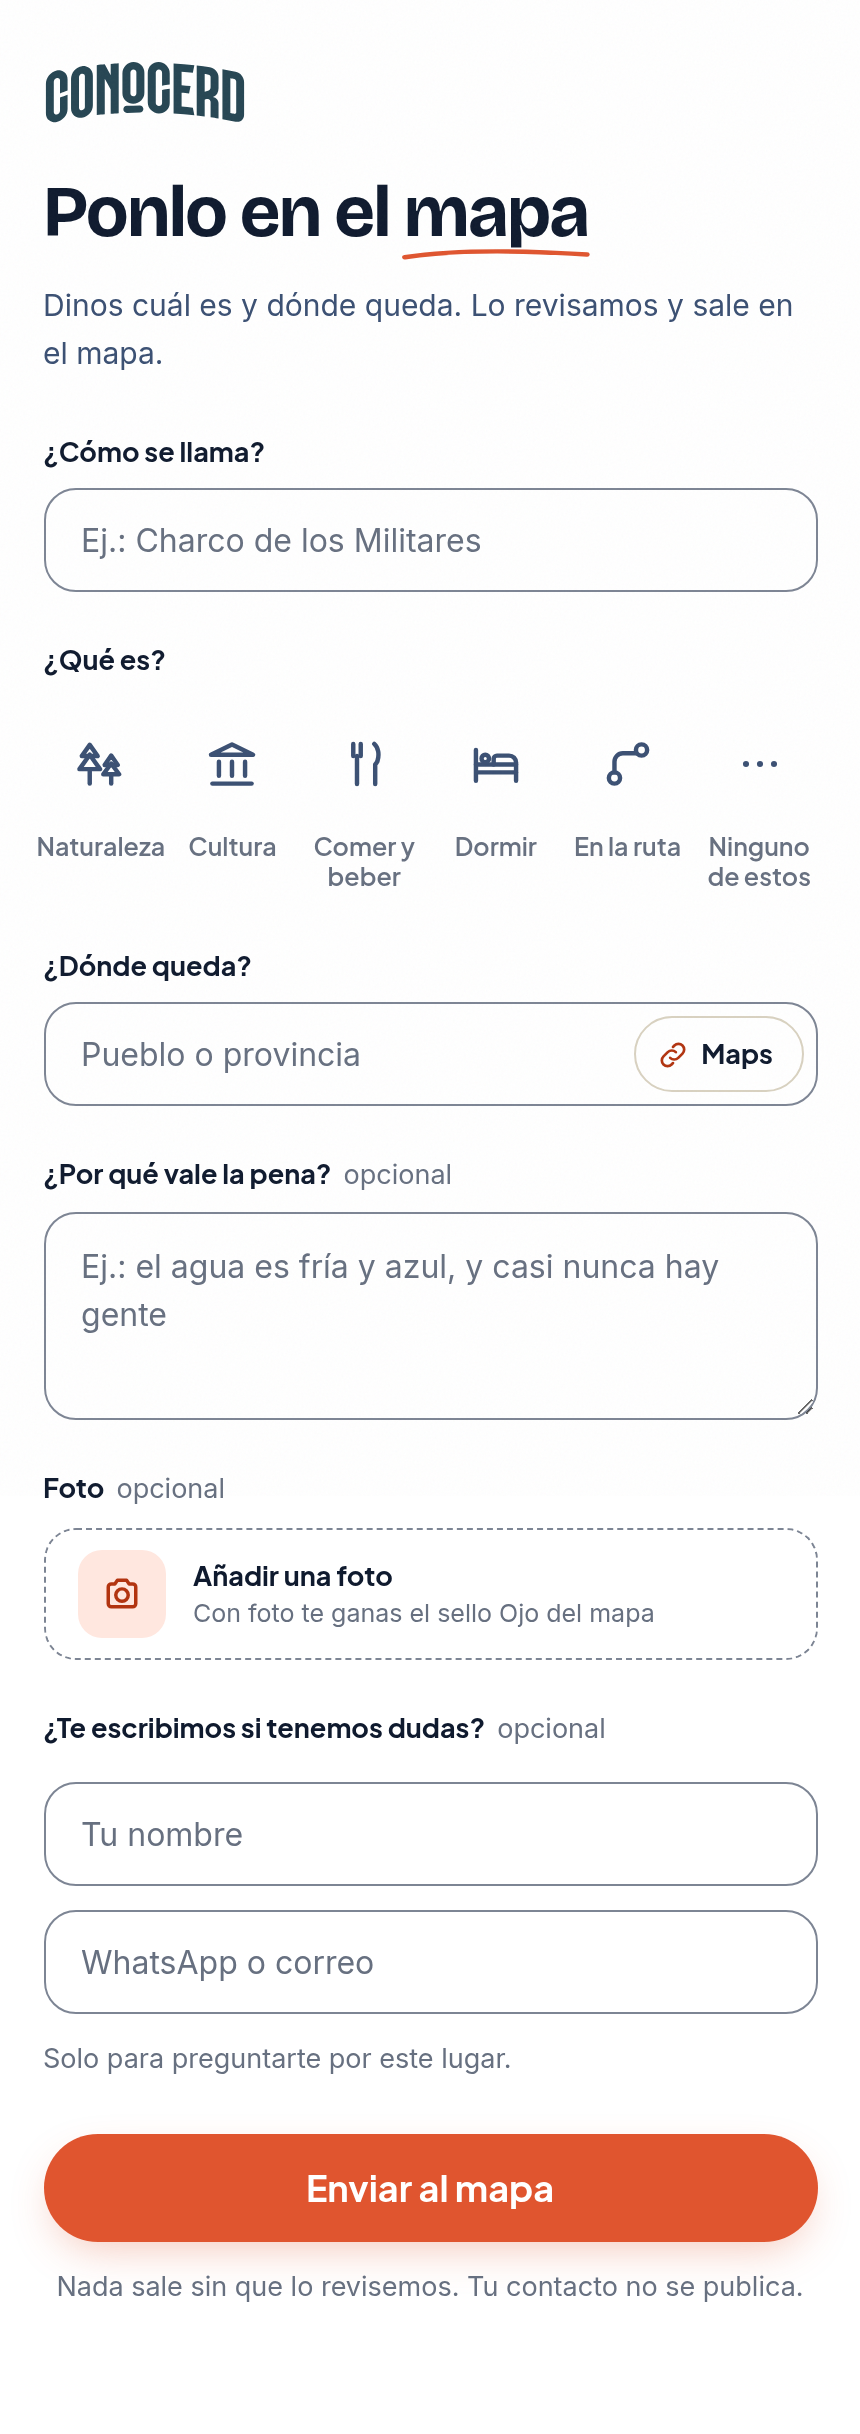 CONOCERD
Ponlo en el mapa
Dinos cuál es y dónde queda. Lo revisamos y sale en
el mapa.
¿Cómo se llama?
Ej.: Charco de los Militares
¿Qué es?
Naturaleza Cultura Comer y Dormir En la ruta Ninguno
beber de estos
¿Dónde queda?
Pueblo o provincia Maps
¿Por qué vale la pena? opcional
Ej.: el agua es fría y azul, y casi nunca hay
gente
Foto opcional
Añadir una foto
Con foto te ganas el sello Ojo del mapa
¿Te escribimos si tenemos dudas? opcional
Tu nombre
WhatsApp o correo
Solo para preguntarte por este lugar.
Enviar al mapa
Nada sale sin que lo revisemos. Tu contacto no se publica.